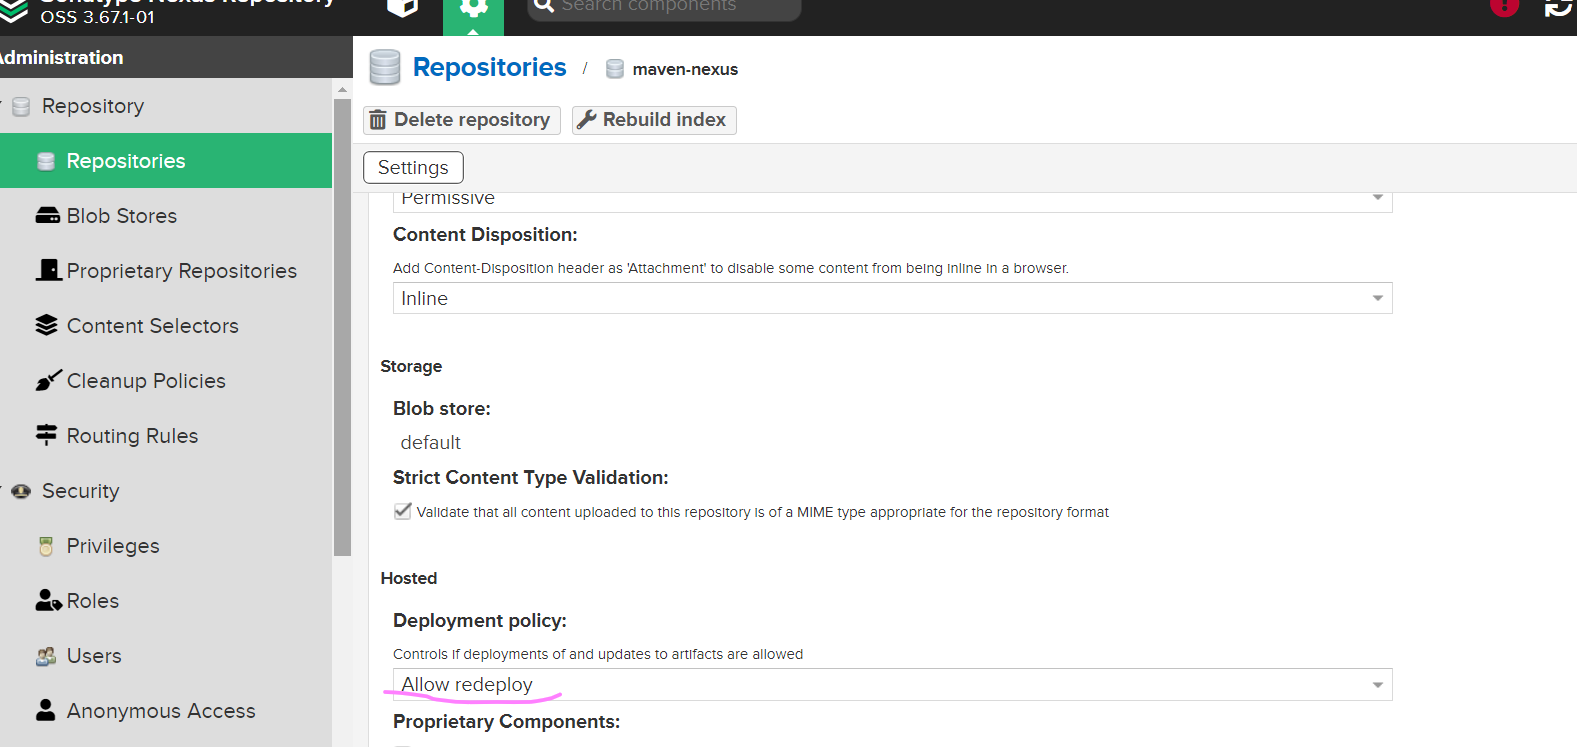 Sonatype Nexus Repository
OSS 3.67.1-01
Search components
Administration
Repository
Repositories
Blob Stores
Proprietary Repositories
Content Selectors
Cleanup Policies
Routing Rules
Security
Privileges
Roles
Users
Anonymous Access
Repositories / maven-nexus
Delete repository
Rebuild index
Settings
Permissive
Content Disposition:
Add Content-Disposition header as 'Attachment' to disable some content from being inline in a browser.
Inline
Storage
Blob store:
default
Strict Content Type Validation:
Validate that all content uploaded to this repository is of a MIME type appropriate for the repository format
Hosted
Deployment policy:
Controls if deployments of and updates to artifacts are allowed
Allow redeploy
Proprietary Components: